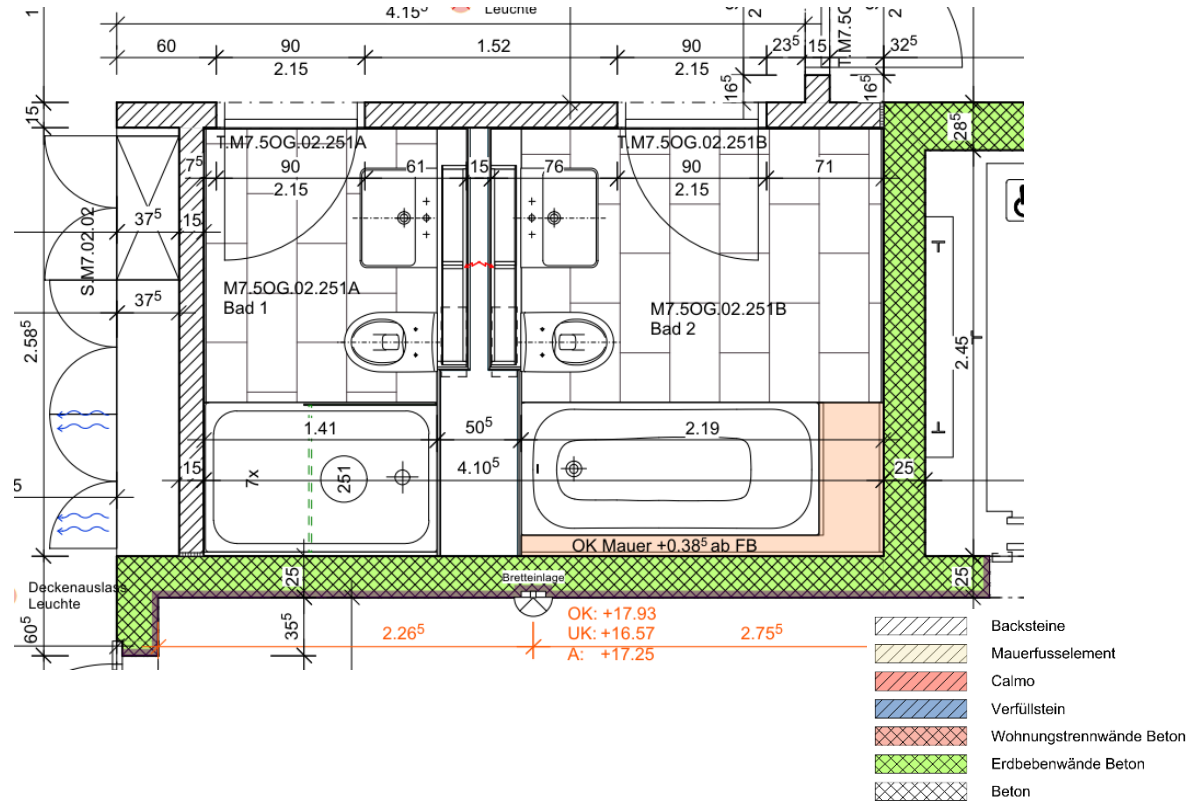 1
4.15⁵
Leuchte
60
90
2.15
1.52
90
2.15
23⁵
15
32⁵
16⁵
16⁵
15
28⁵
T.M7.5OG.02.251A
T.M7.5OG.02.251B
7⁵
90
2.15
61
15
76
90
2.15
71
S.M7.02.02
37⁵
15
37⁵
M7.5OG.02.251A
Bad 1
M7.5OG.02.251B
Bad 2
2.58⁵
2.45
1.41
50⁵
2.19
5
15
7x
251
4.10⁵
25
OK Mauer +0.38⁵ ab FB
Deckenauslass
Leuchte
25
Bretteinlage
25
60⁵
35⁵
2.26⁵
OK: +17.93
UK: +16.57
A: +17.25
2.75⁵
Backsteine
Mauerfusselement
Calmo
Verfüllstein
Wohnungstrennwände Beton
Erdbebenwände Beton
Beton